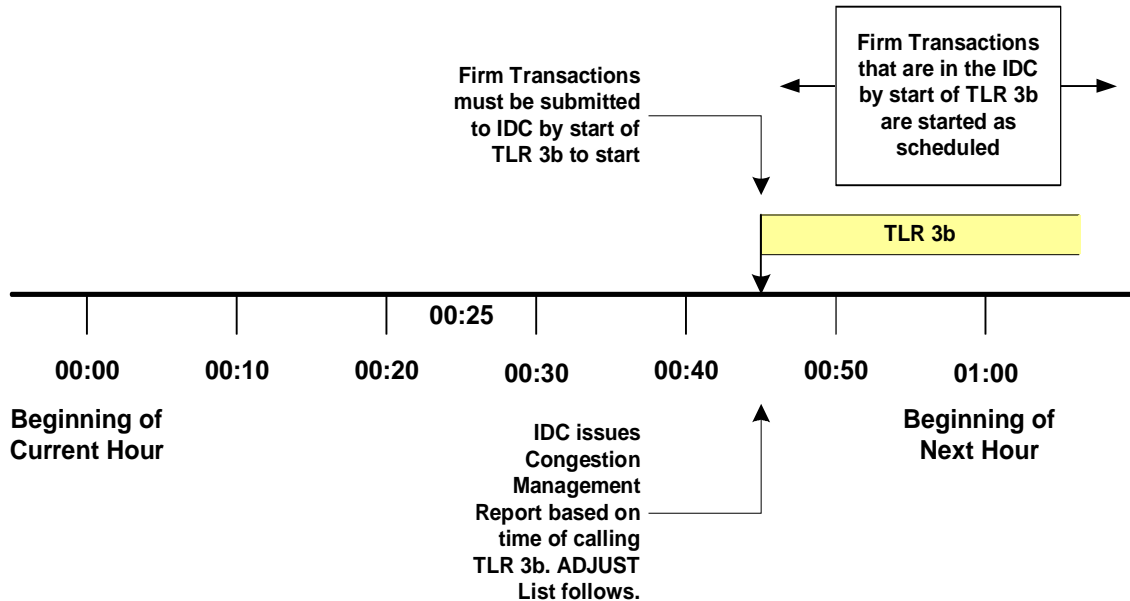 Firm Transactions
must be submitted
to IDC by start of
TLR 3b to start
Firm Transactions
that are in the IDC
by start of TLR 3b
are started as
scheduled
TLR 3b
00:25
00:00
00:10
00:20
00:30
00:40
00:50
01:00
Beginning of
Current Hour
IDC issues
Congestion
Management
Report based on
time of calling
TLR 3b. ADJUST
List follows.
Beginning of
Next Hour